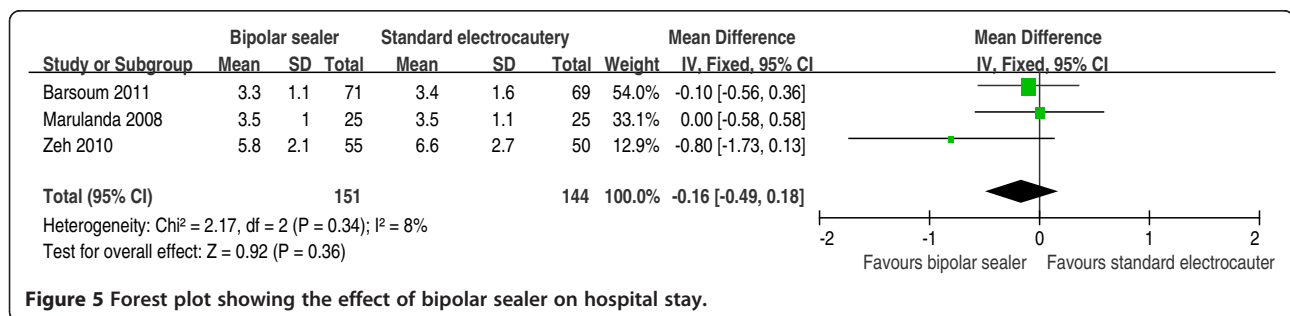 Bipolar sealer Standard electrocautery Mean Difference Mean Difference
Study or Subgroup Mean SD Total Mean SD Total Weight IV, Fixed, 95% CI IV, Fixed, 95% CI
Barsoum 2011 3.3 1.1 71 3.4 1.6 69 54.0% -0.10 [-0.56, 0.36]
Marulanda 2008 3.5 1 25 3.5 1.1 25 33.1% 0.00 [-0.58, 0.58]
Zeh 2010 5.8 2.1 55 6.6 2.7 50 12.9% -0.80 [-1.73, 0.13]
Total (95% CI) 151 144 100.0% -0.16 [-0.49, 0.18]
Heterogeneity: Chi² = 2.17, df = 2 (P = 0.34); I² = 8%
Test for overall effect: Z = 0.92 (P = 0.36)
-2 -1 0 1 2
Favours bipolar sealer Favours standard electrocauter
Figure 5 Forest plot showing the effect of bipolar sealer on hospital stay.